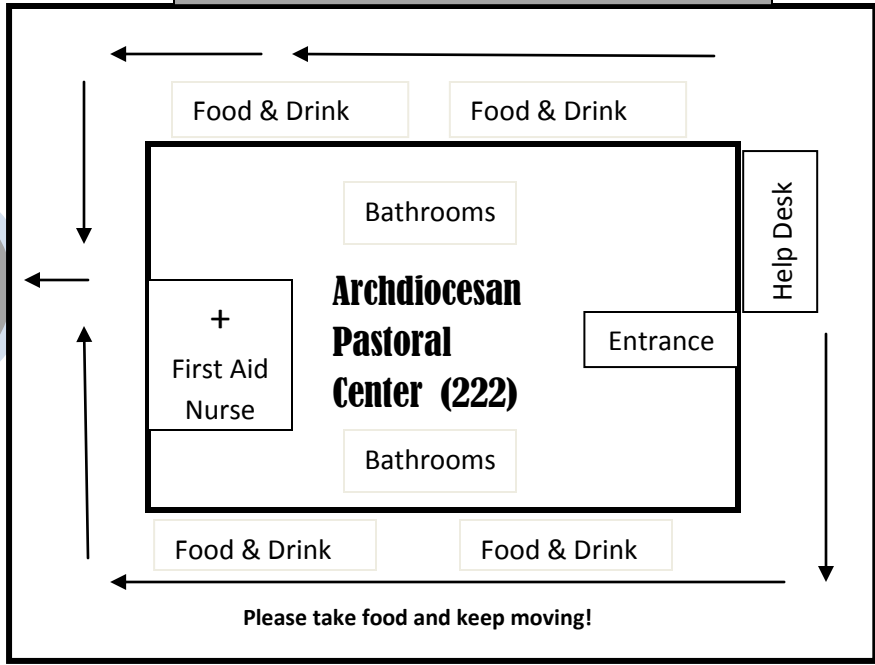 Food & Drink
Food & Drink
Bathrooms
Help Desk
Archdiocesan
Pastoral
Center (222)
+
First Aid
Nurse
Entrance
Bathrooms
Food & Drink
Food & Drink
Please take food and keep moving!